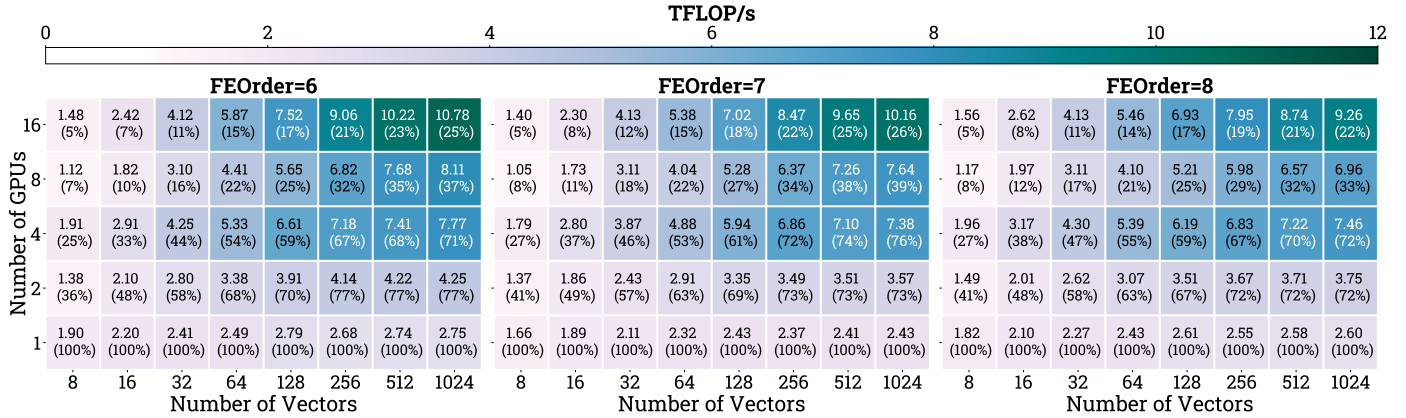 TFLOP/s
0 2 4 6 8 10 12
FEOrder=6 FEOrder=7 FEOrder=8
Number of GPUs
16 1.48 2.42 4.12 5.87 7.52 9.06 10.22 10.78 1.40 2.30 4.13 5.38 7.02 8.47 9.65 10.16 1.56 2.62 4.13 5.46 6.93 7.95 8.74 9.26
(5%) (7%) (11%) (15%) (17%) (21%) (23%) (25%) (5%) (8%) (12%) (15%) (18%) (22%) (25%) (26%) (5%) (8%) (11%) (14%) (17%) (19%) (21%) (22%)
8 1.12 1.82 3.10 4.41 5.65 6.82 7.68 8.11 1.05 1.73 3.11 4.04 5.28 6.37 7.26 7.64 1.17 1.97 3.11 4.10 5.21 5.98 6.57 6.96
(7%) (10%) (16%) (22%) (25%) (32%) (35%) (37%) (8%) (11%) (18%) (22%) (27%) (34%) (38%) (39%) (8%) (12%) (17%) (21%) (25%) (29%) (32%) (33%)
4 1.91 2.91 4.25 5.33 6.61 7.18 7.41 7.77 1.79 2.80 3.87 4.88 5.94 6.86 7.10 7.38 1.96 3.17 4.30 5.39 6.19 6.83 7.22 7.46
(25%) (33%) (44%) (54%) (59%) (67%) (68%) (71%) (27%) (37%) (46%) (53%) (61%) (72%) (74%) (76%) (27%) (38%) (47%) (55%) (59%) (67%) (70%) (72%)
2 1.38 2.10 2.80 3.38 3.91 4.14 4.22 4.25 1.37 1.86 2.43 2.91 3.35 3.49 3.51 3.57 1.49 2.01 2.62 3.07 3.51 3.67 3.71 3.75
(36%) (48%) (58%) (68%) (70%) (77%) (77%) (77%) (41%) (49%) (57%) (63%) (69%) (73%) (73%) (73%) (41%) (48%) (58%) (63%) (67%) (72%) (72%) (72%)
1 1.90 2.20 2.41 2.49 2.79 2.68 2.74 2.75 1.66 1.89 2.11 2.32 2.43 2.37 2.41 2.43 1.82 2.10 2.27 2.43 2.61 2.55 2.58 2.60
(100%) (100%) (100%) (100%) (100%) (100%) (100%) (100%) (100%) (100%) (100%) (100%) (100%) (100%) (100%) (100%) (100%) (100%) (100%) (100%) (100%) (100%) (100%) (100%)
8 16 32 64 128 256 512 1024 8 16 32 64 128 256 512 1024 8 16 32 64 128 256 512 1024
Number of Vectors Number of Vectors Number of Vectors